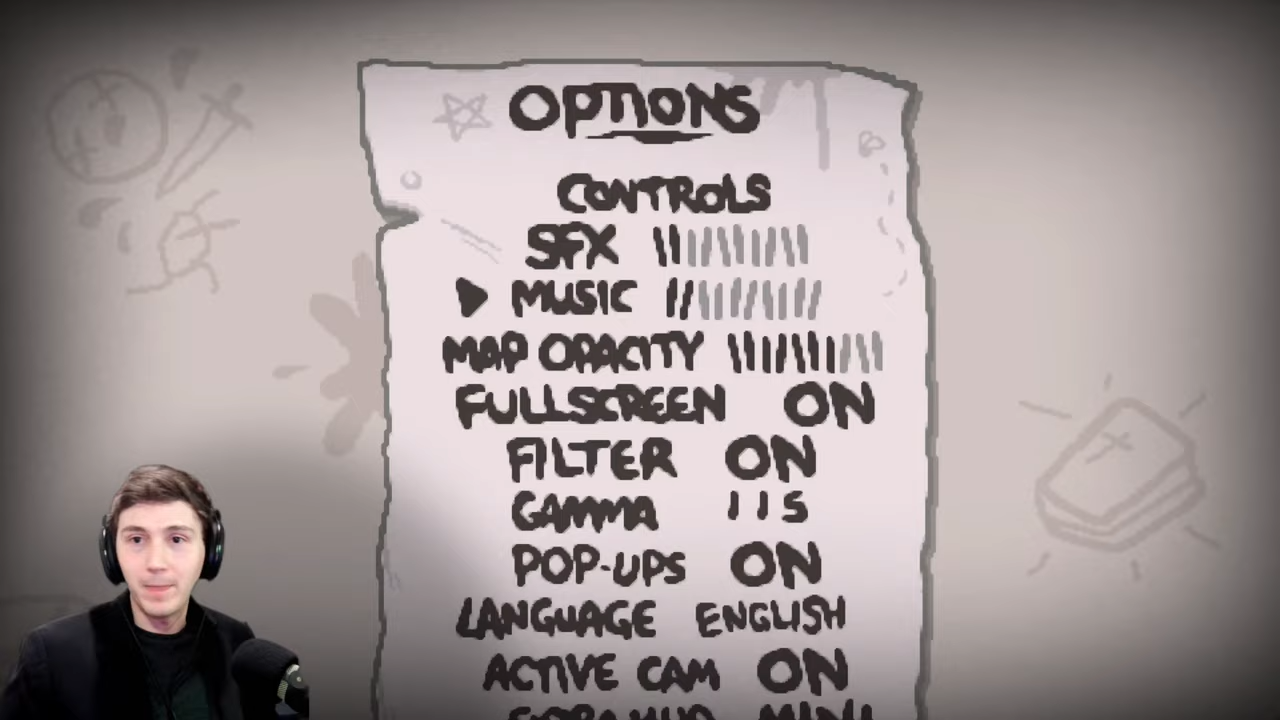 OPTIONS
CONTROLS
SFX
MUSIC
MAP OPACITY
FULLSCREEN ON
FILTER ON
GAMMA 115
POP-UPS ON
LANGUAGE ENGLISH
ACTIVE CAM ON